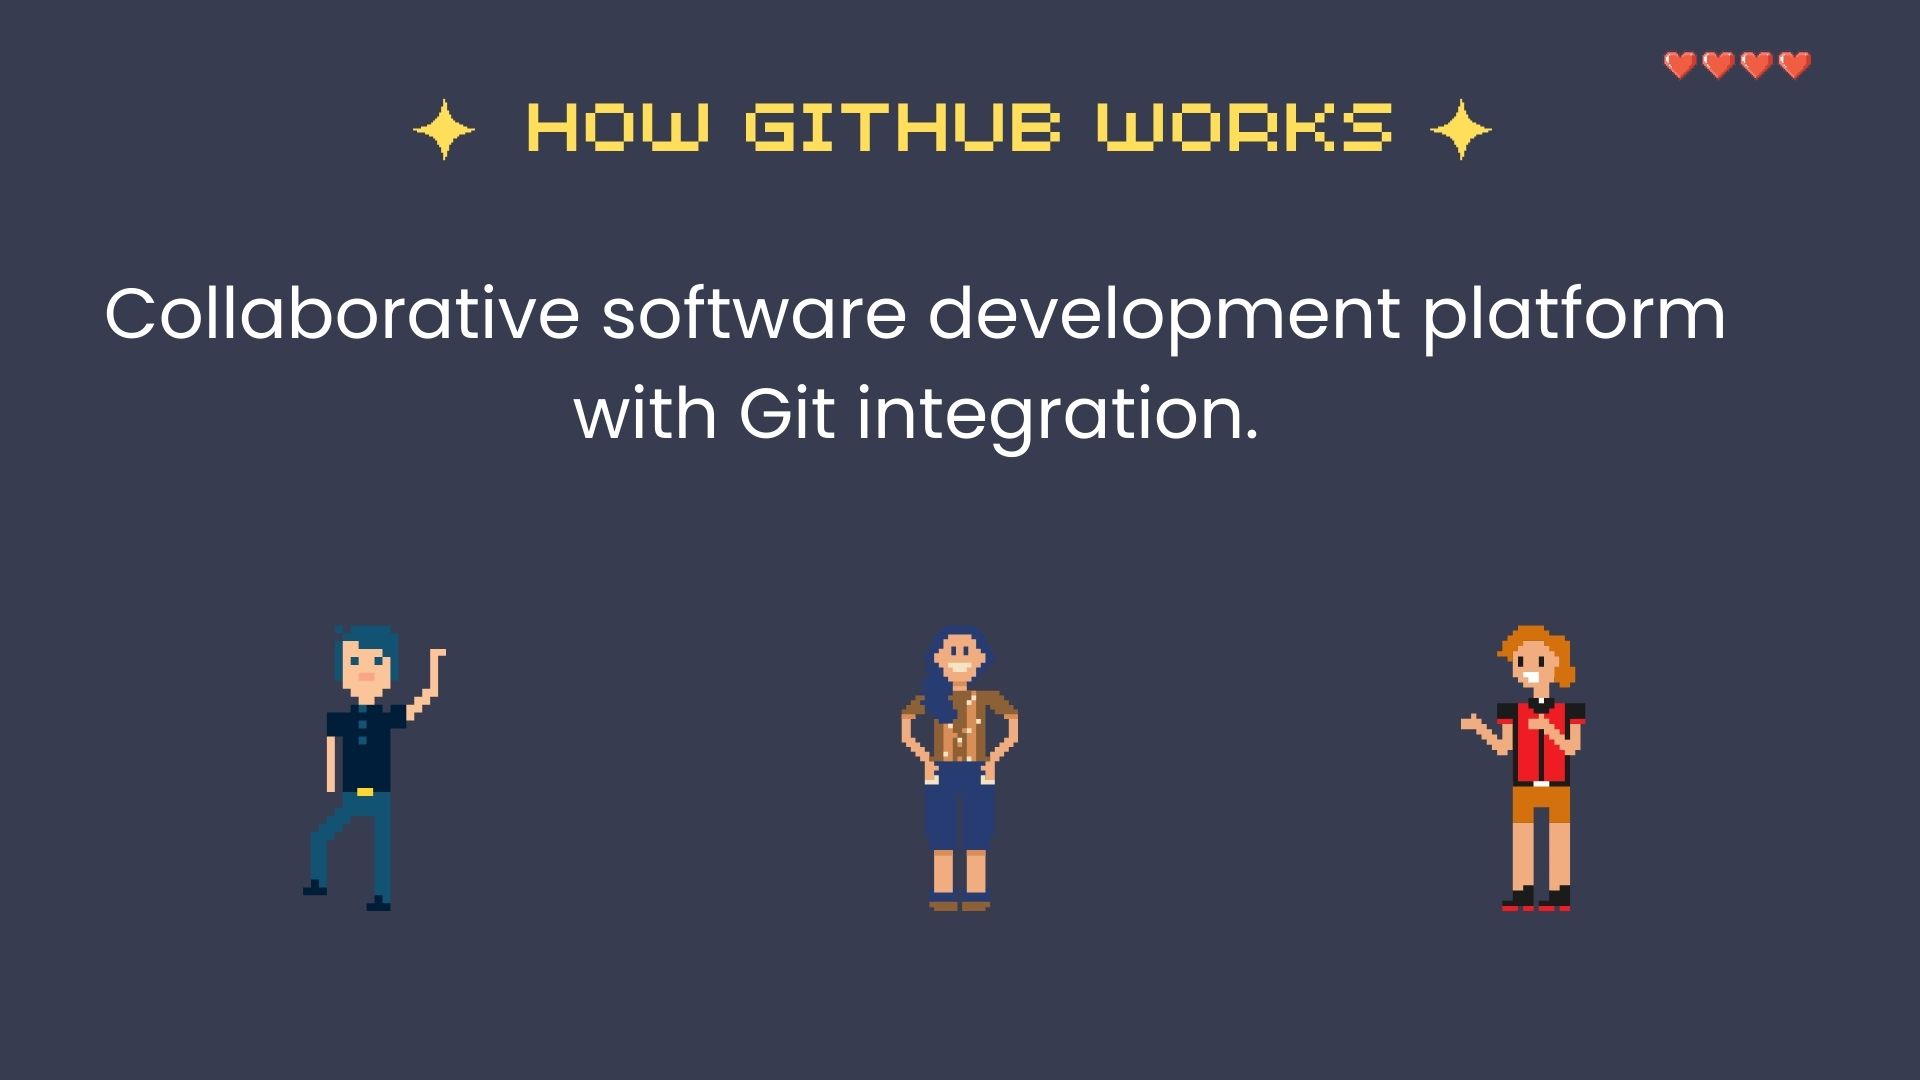 HOW GITHUB WORKS
Collaborative software development platform
with Git integration.